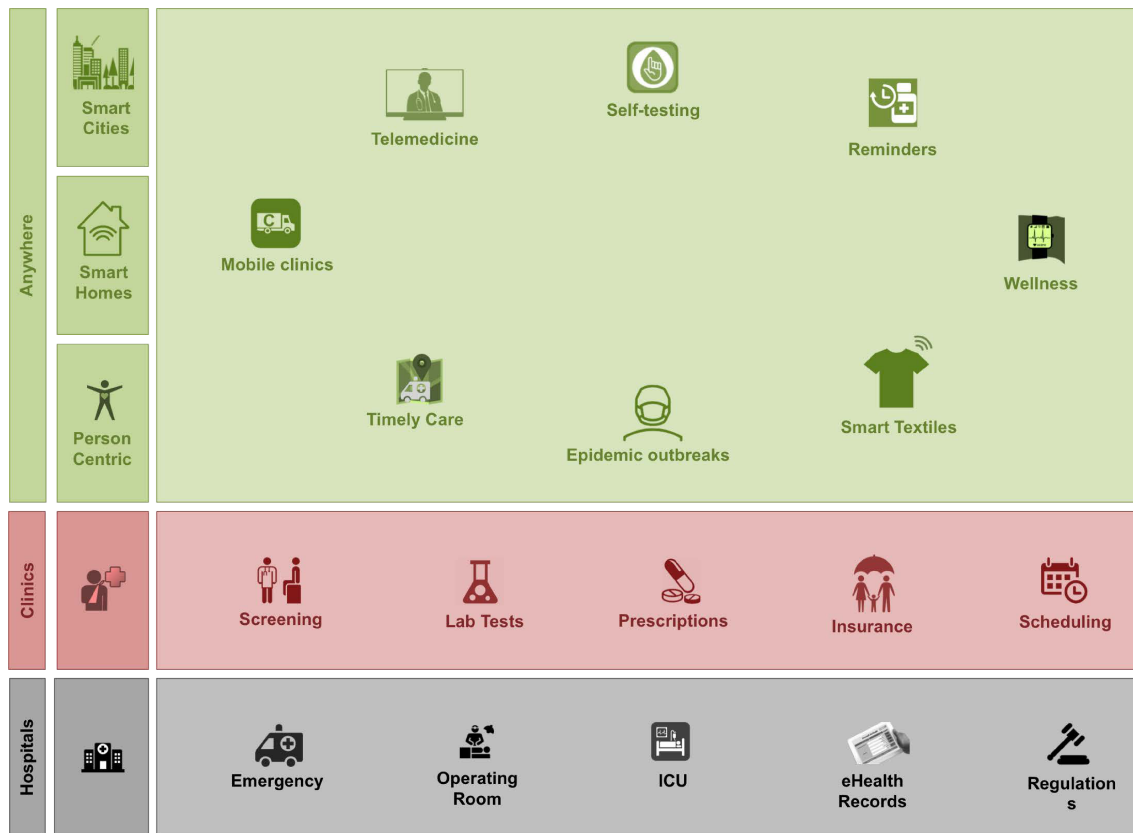 Anywhere
Smart
Cities
Smart
Homes
Person
Centric
Telemedicine
Self-testing
Reminders
C
Mobile clinics
Wellness
Timely Care
Epidemic outbreaks
Smart Textiles
Clinics
Screening
Lab Tests
Prescriptions
Insurance
Scheduling
Hospitals
Emergency
Operating
Room
ICU
eHealth
Records
Regulation
s